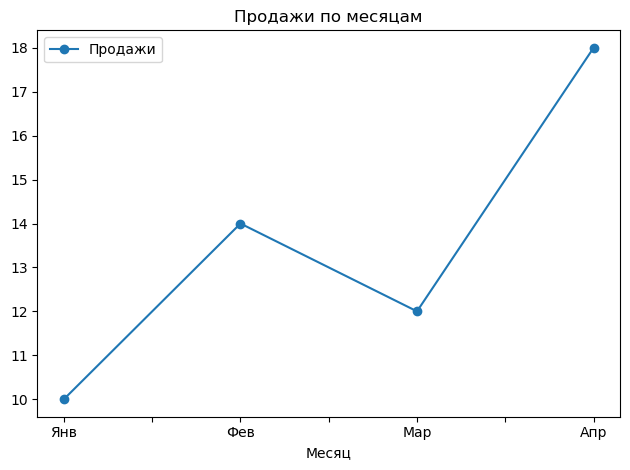 Продажи по месяцам
Продажи
18
17
16
15
14
13
12
11
10
Янв Фев Мар Апр
Месяц